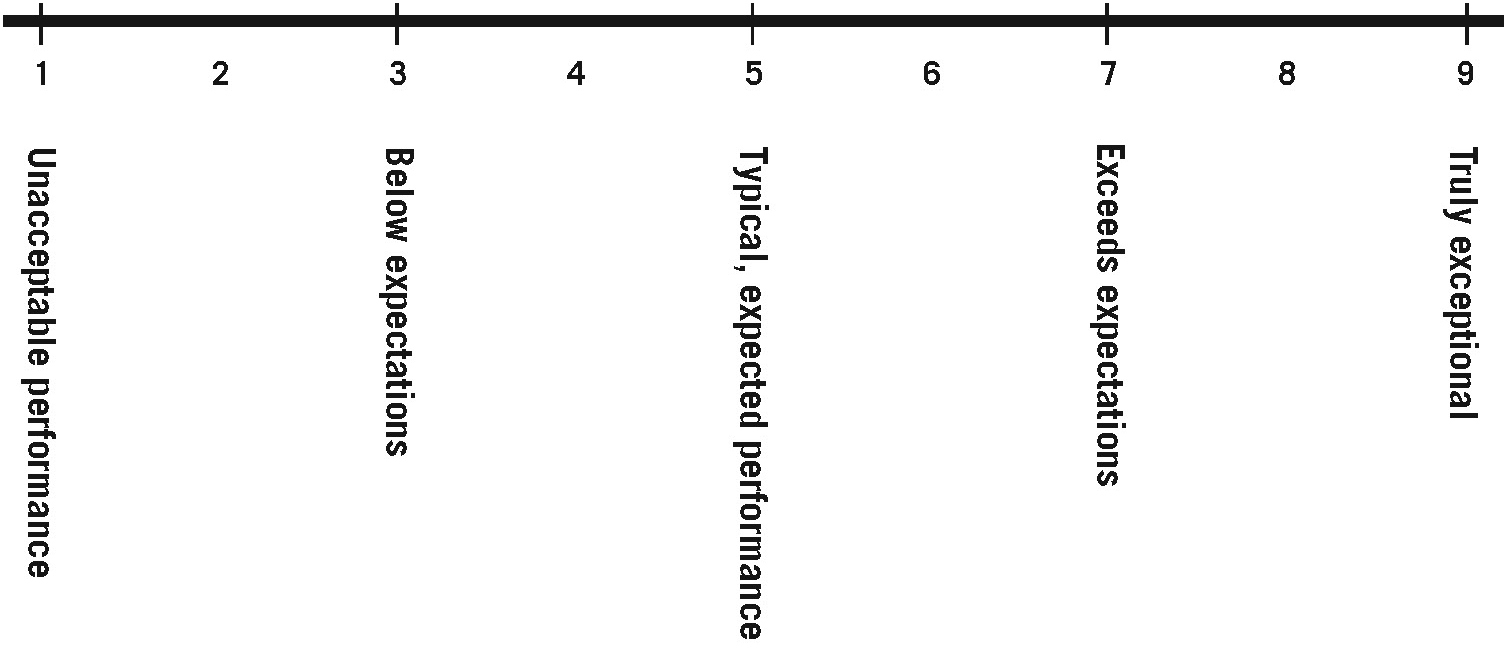 1 2 3 4 5 6 7 8 9
Unacceptable performance
Below expectations
Typical, expected performance
Exceeds expectations
Truly exceptional